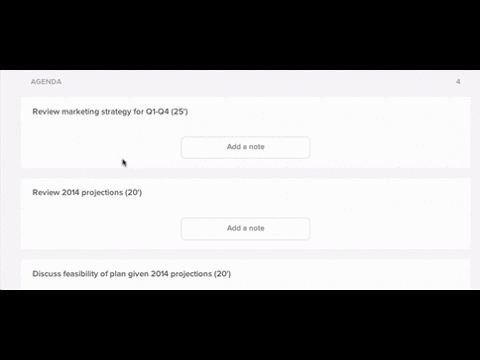 AGENDA 4
Review marketing strategy for Q1-Q4 (25')
Add a note
Review 2014 projections (20')
Add a note
Discuss feasibility of plan given 2014 projections (20')